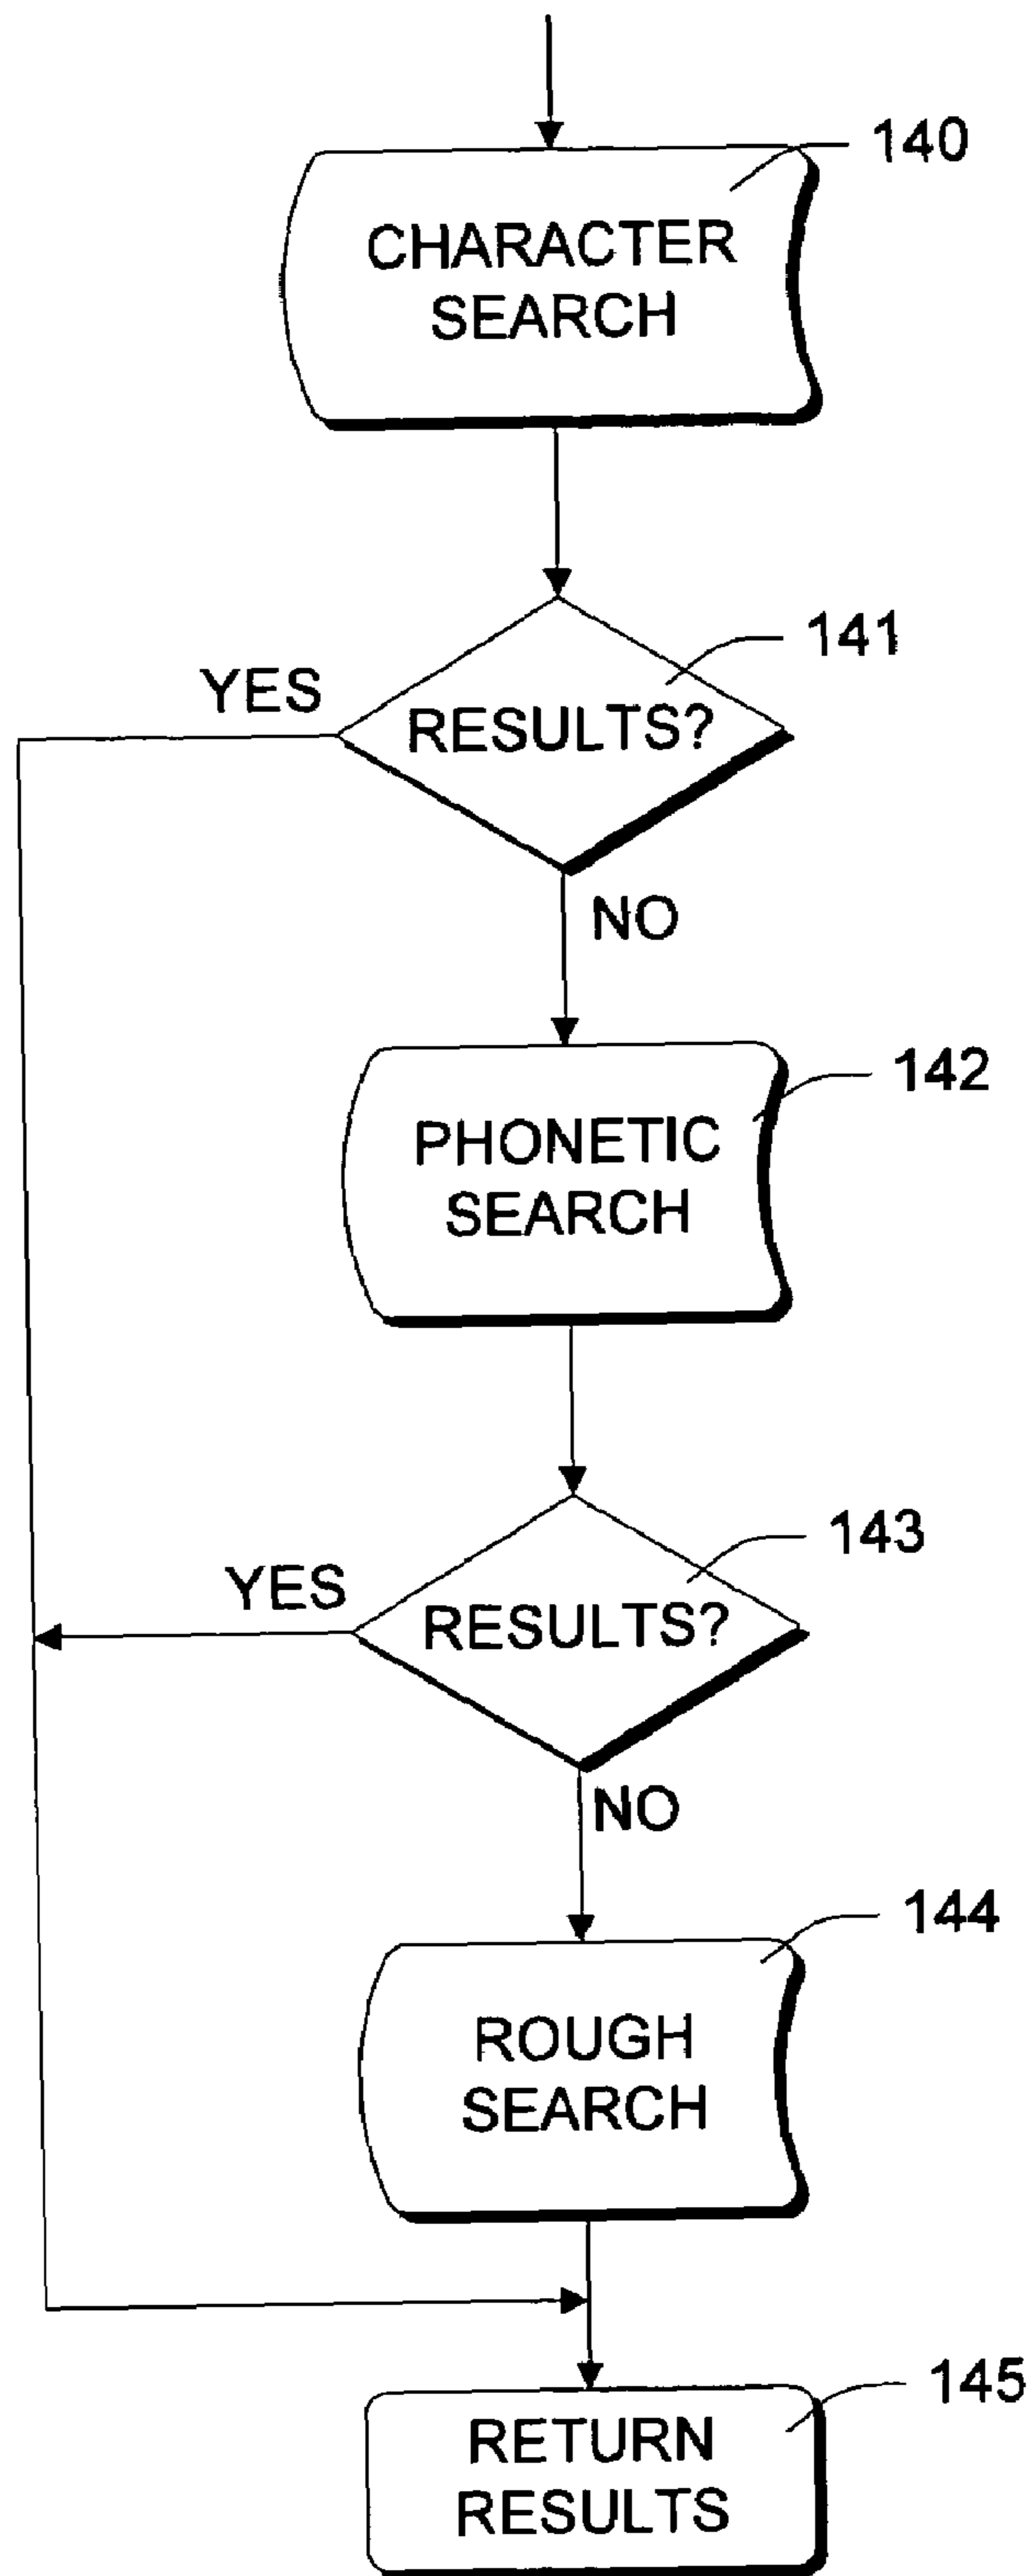 140
CHARACTER
SEARCH
141
YES
RESULTS?
NO
142
PHONETIC
SEARCH
143
YES
RESULTS?
NO
144
ROUGH
SEARCH
145
RETURN
RESULTS